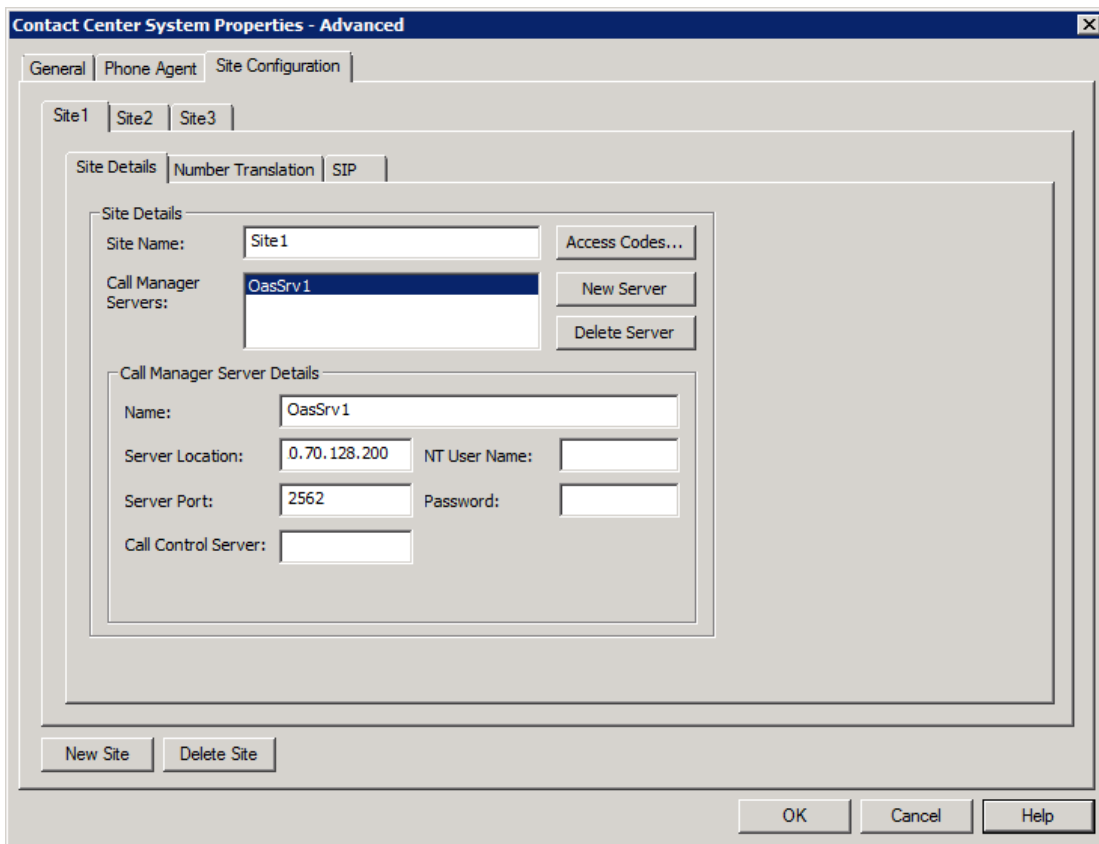 Contact Center System Properties - Advanced
General Phone Agent Site Configuration
Site1 Site2 Site3
Site Details Number Translation SIP
Site Details
Site Name: Site1 Access Codes...
Call Manager Servers: OasSrv1 New Server
Delete Server
Call Manager Server Details
Name: OasSrv1
Server Location: 0.70.128.200 NT User Name:
Server Port: 2562 Password:
Call Control Server:
New Site Delete Site
OK Cancel Help